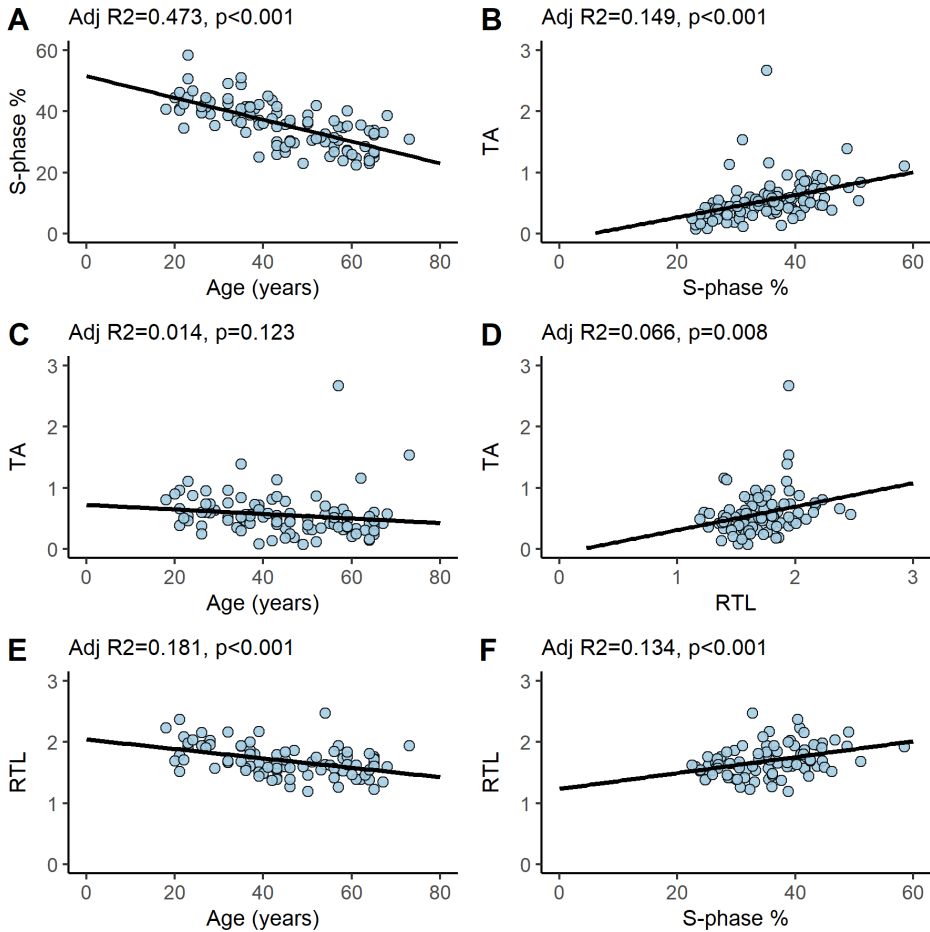 A Adj R2=0.473, p<0.001
S-phase %
60
40
20
0
0 20 40 60 80
Age (years)
B Adj R2=0.149, p<0.001
TA
3
2
1
0
0 20 40 60
S-phase %
C Adj R2=0.014, p=0.123
TA
3
2
1
0
0 20 40 60 80
Age (years)
D Adj R2=0.066, p=0.008
TA
3
2
1
0
0 1 2 3
RTL
E Adj R2=0.181, p<0.001
RTL
3
2
1
0
0 20 40 60 80
Age (years)
F Adj R2=0.134, p<0.001
RTL
3
2
1
0
0 20 40 60
S-phase %